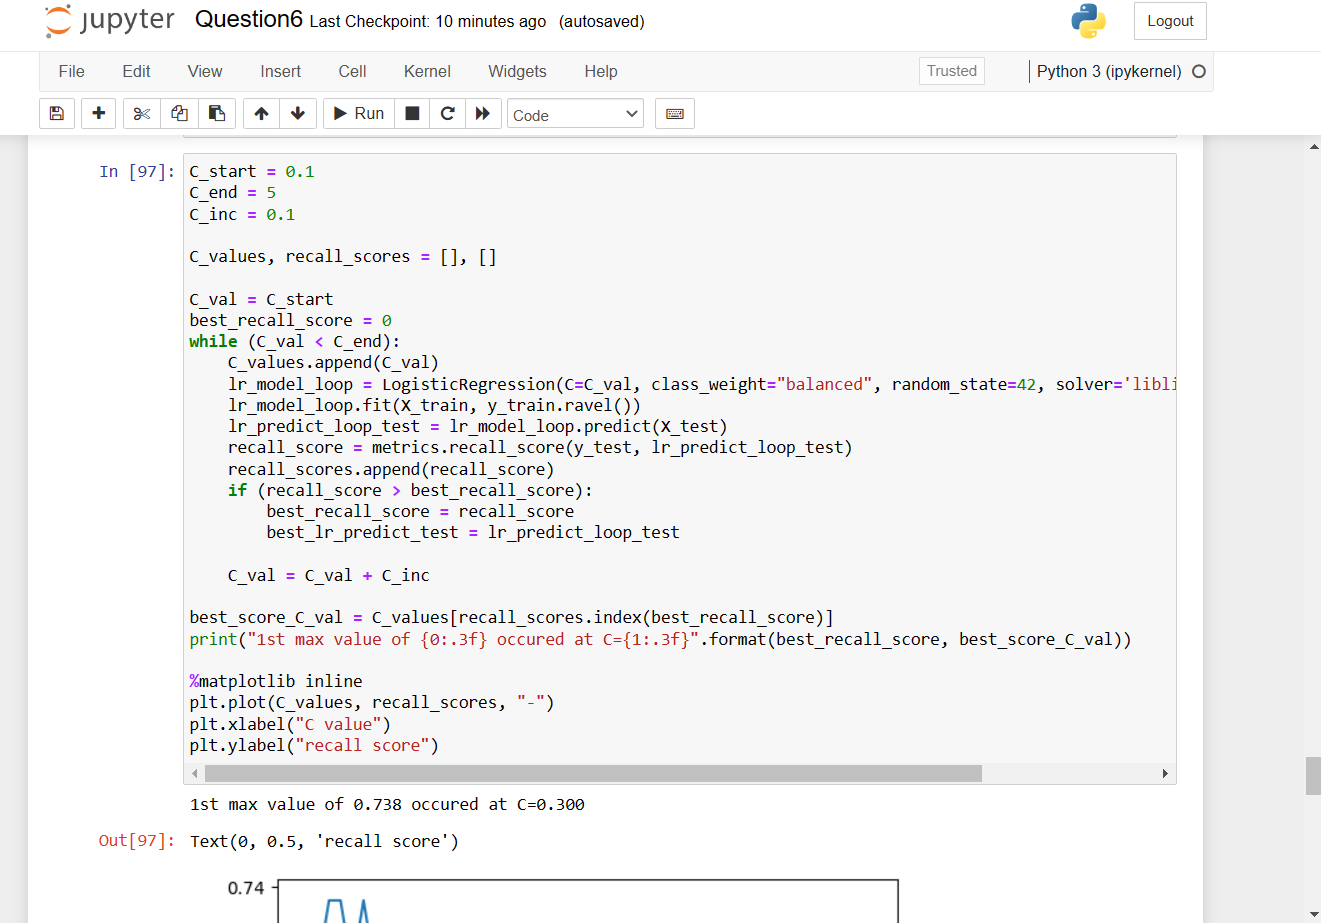 jupyter Question6 Last Checkpoint: 10 minutes ago (autosaved) Logout
File Edit View Insert Cell Kernel Widgets Help Trusted Python 3 (ipykernel)
Run Code
In [97]: C_start = 0.1
C_end = 5
C_inc = 0.1
C_values, recall_scores = [], []
C_val = C_start
best_recall_score = 0
while (C_val < C_end):
    C_values.append(C_val)
    lr_model_loop = LogisticRegression(C=C_val, class_weight="balanced", random_state=42, solver='libli
    lr_model_loop.fit(X_train, y_train.ravel())
    lr_predict_loop_test = lr_model_loop.predict(X_test)
    recall_score = metrics.recall_score(y_test, lr_predict_loop_test)
    recall_scores.append(recall_score)
    if (recall_score > best_recall_score):
        best_recall_score = recall_score
        best_lr_predict_test = lr_predict_loop_test
    C_val = C_val + C_inc
best_score_C_val = C_values[recall_scores.index(best_recall_score)]
print("1st max value of {0:.3f} occured at C={1:.3f}".format(best_recall_score, best_score_C_val))
%matplotlib inline
plt.plot(C_values, recall_scores, "-")
plt.xlabel("C value")
plt.ylabel("recall score")
1st max value of 0.738 occured at C=0.300
Out[97]: Text(0, 0.5, 'recall score')
0.74